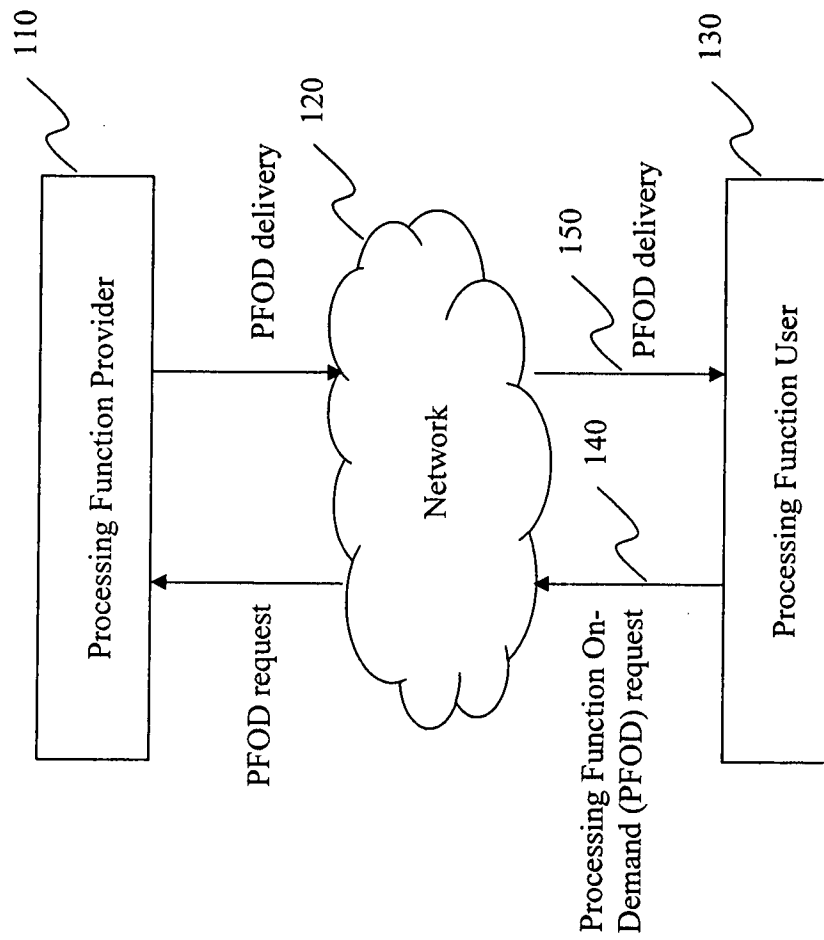 110
Processing Function Provider
PFOD request
PFOD delivery
120
Network
Processing Function On-
Demand (PFOD) request
140
150
PFOD delivery
130
Processing Function User